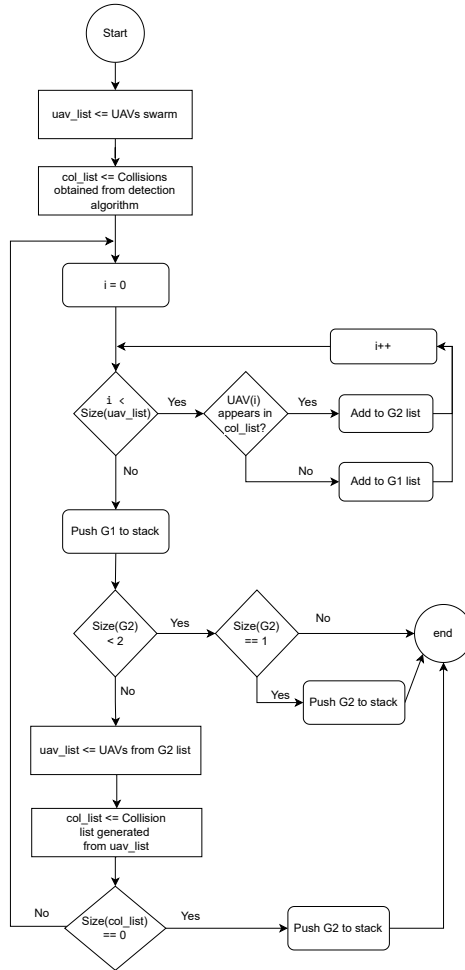 Start
uav_list <= UAVs swarm
col_list <= Collisions
obtained from detection
algorithm
i = 0
i++
i <
Size(uav_list)
Yes
UAV(i)
appears in
col_list?
Yes
Add to G2 list
No
No
Add to G1 list
Push G1 to stack
Size(G2)
< 2
Yes
Size(G2)
== 1
No
end
No
Yes
Push G2 to stack
uav_list <= UAVs from G2 list
col_list <= Collision
list generated
from uav_list
No
Size(col_list)
== 0
Yes
Push G2 to stack